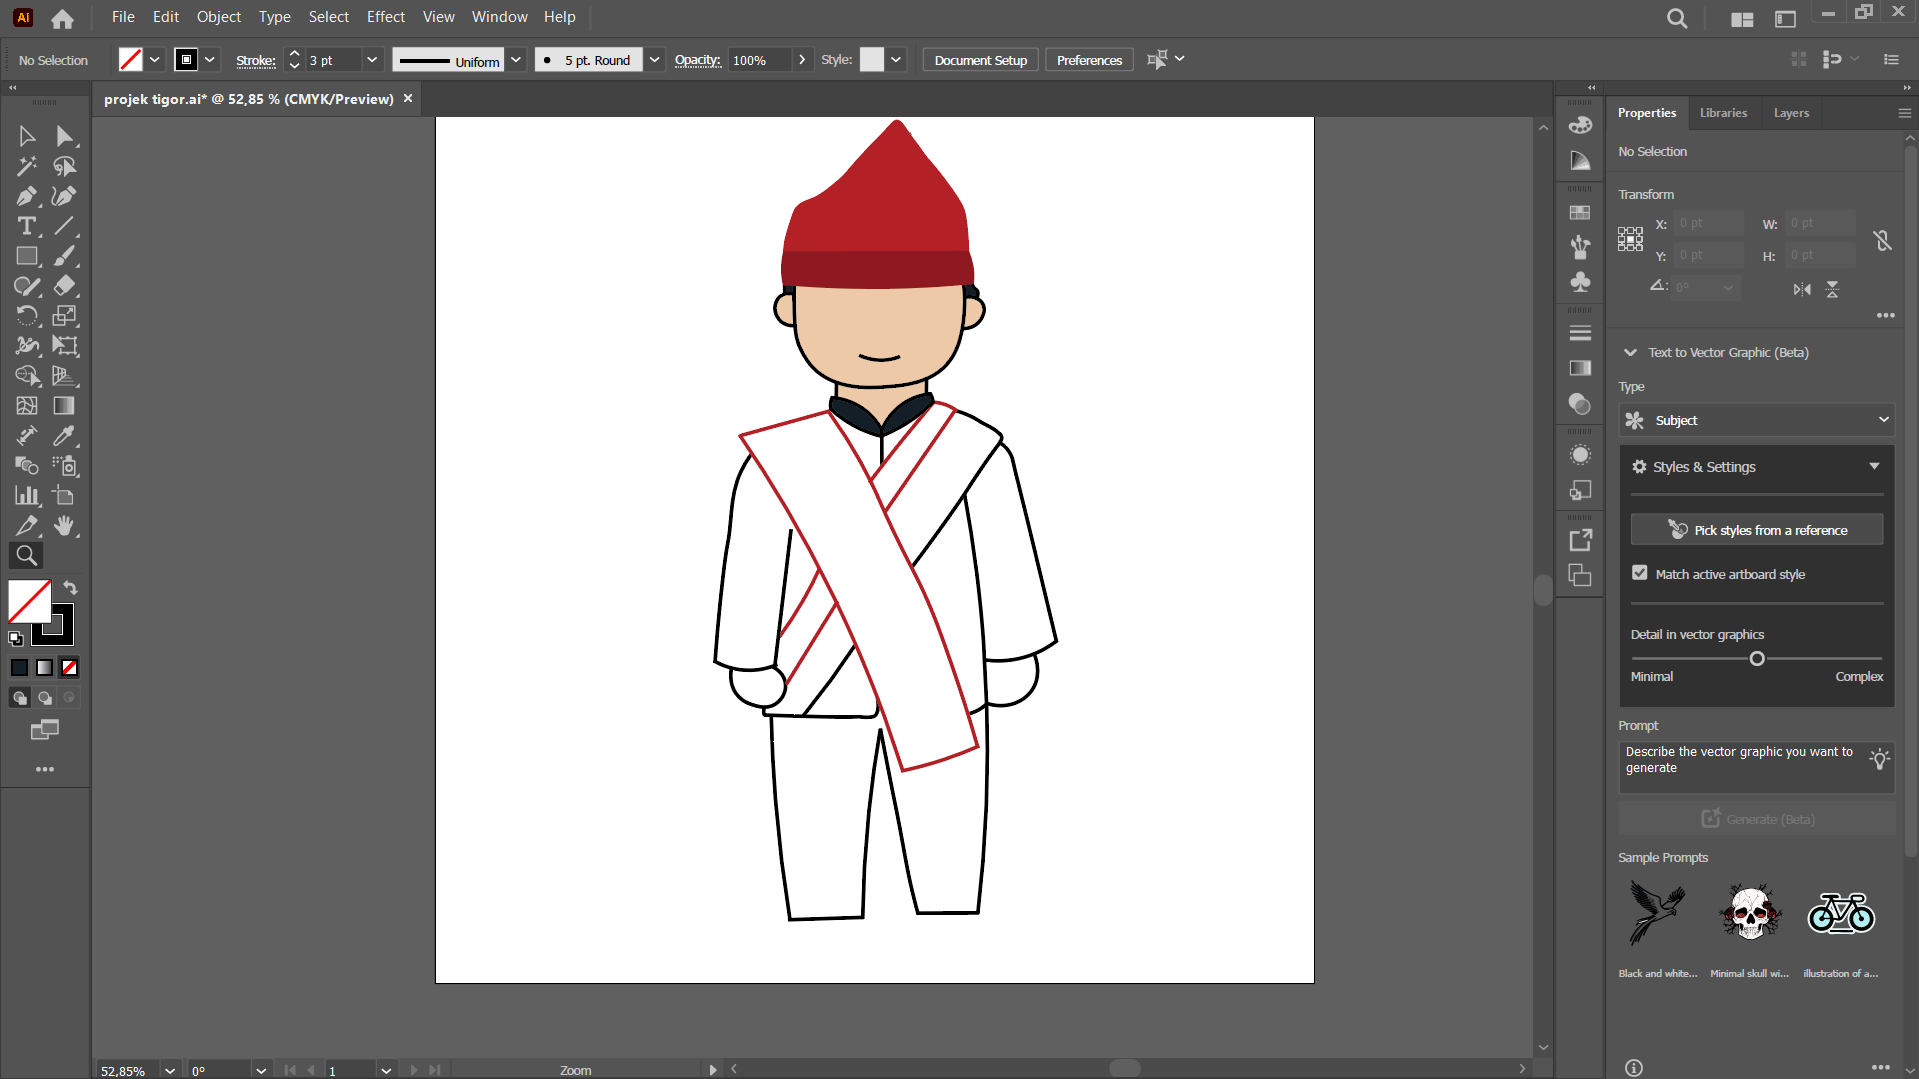 Ai File Edit Object Type Select Effect View Window Help
No Selection Stroke: 3 pt Uniform 5 pt. Round Opacity: 100% Style: Document Setup Preferences
projek tigor.ai* @ 52,85 % (CMYK/Preview) ×
Properties Libraries Layers
No Selection
Transform
X: 0 pt W: 0 pt
Y: 0 pt H: 0 pt
0°
Text to Vector Graphic (Beta)
Type
Subject
Styles & Settings
Pick styles from a reference
Match active artboard style
Detail in vector graphics
Minimal Complex
Prompt
Describe the vector graphic you want to
generate
Generate (Beta)
Sample Prompts
Black and white... Minimal skull wi... illustration of a...
52,85% 0° 1 Zoom